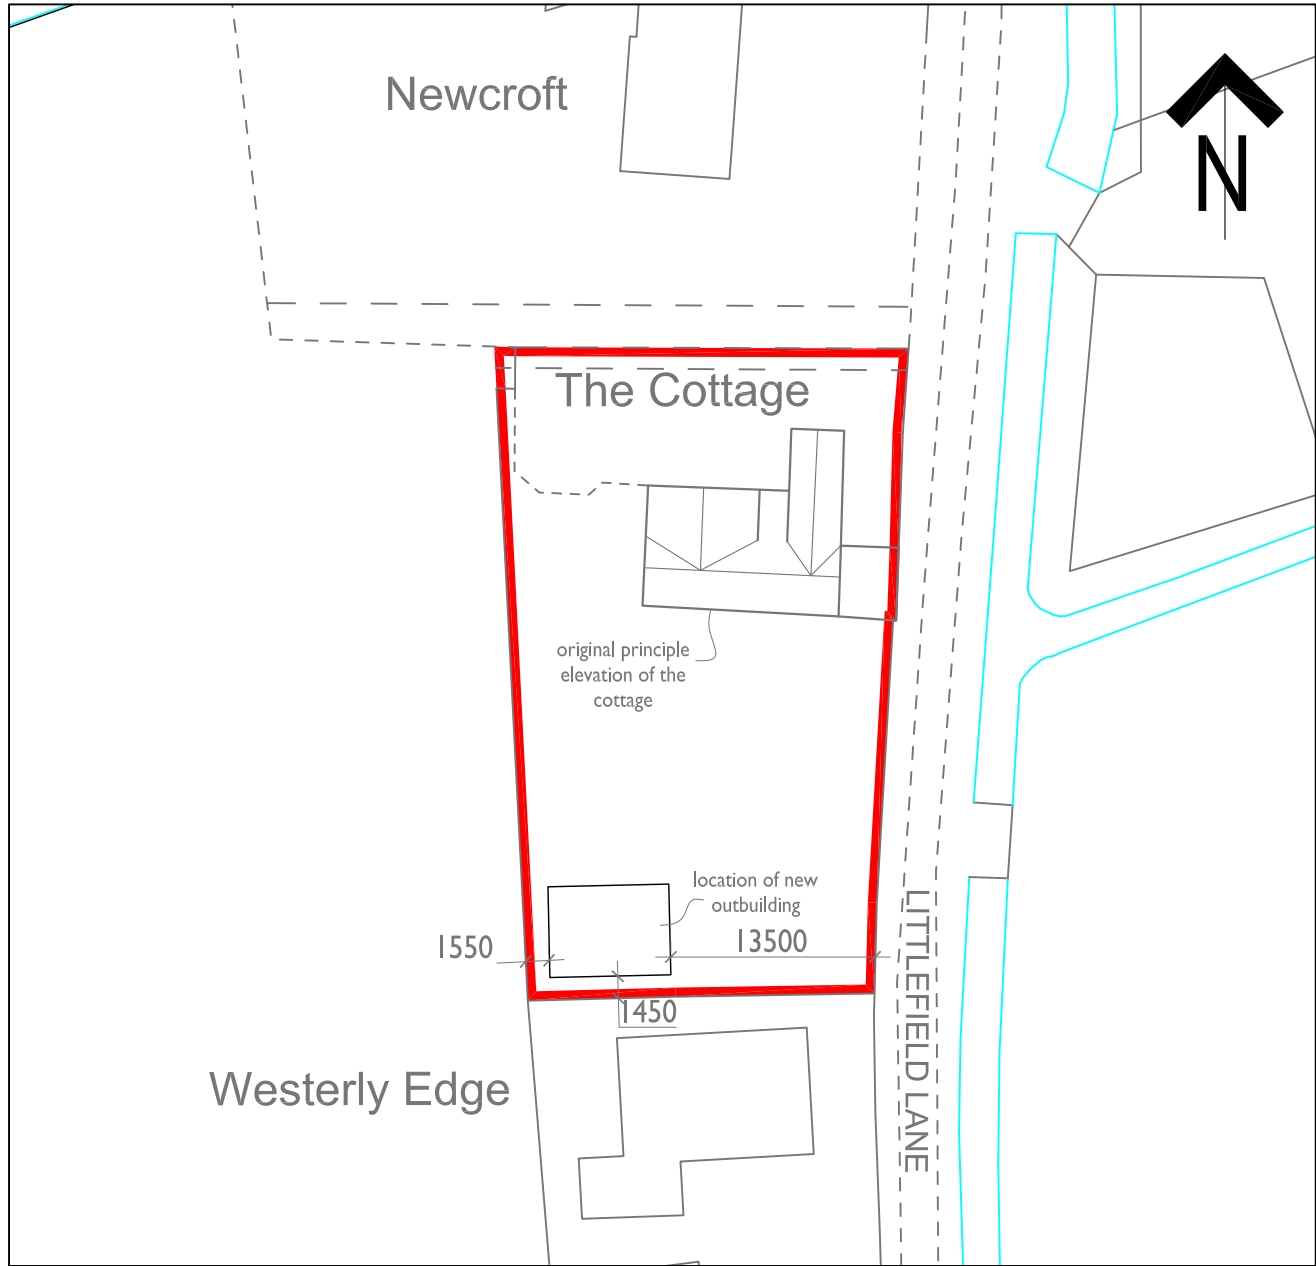 Newcroft
N
The Cottage
original principle
elevation of the
cottage
location of new
outbuilding
1550
13500
1450
LITTLEFIELD LANE
Westerly Edge